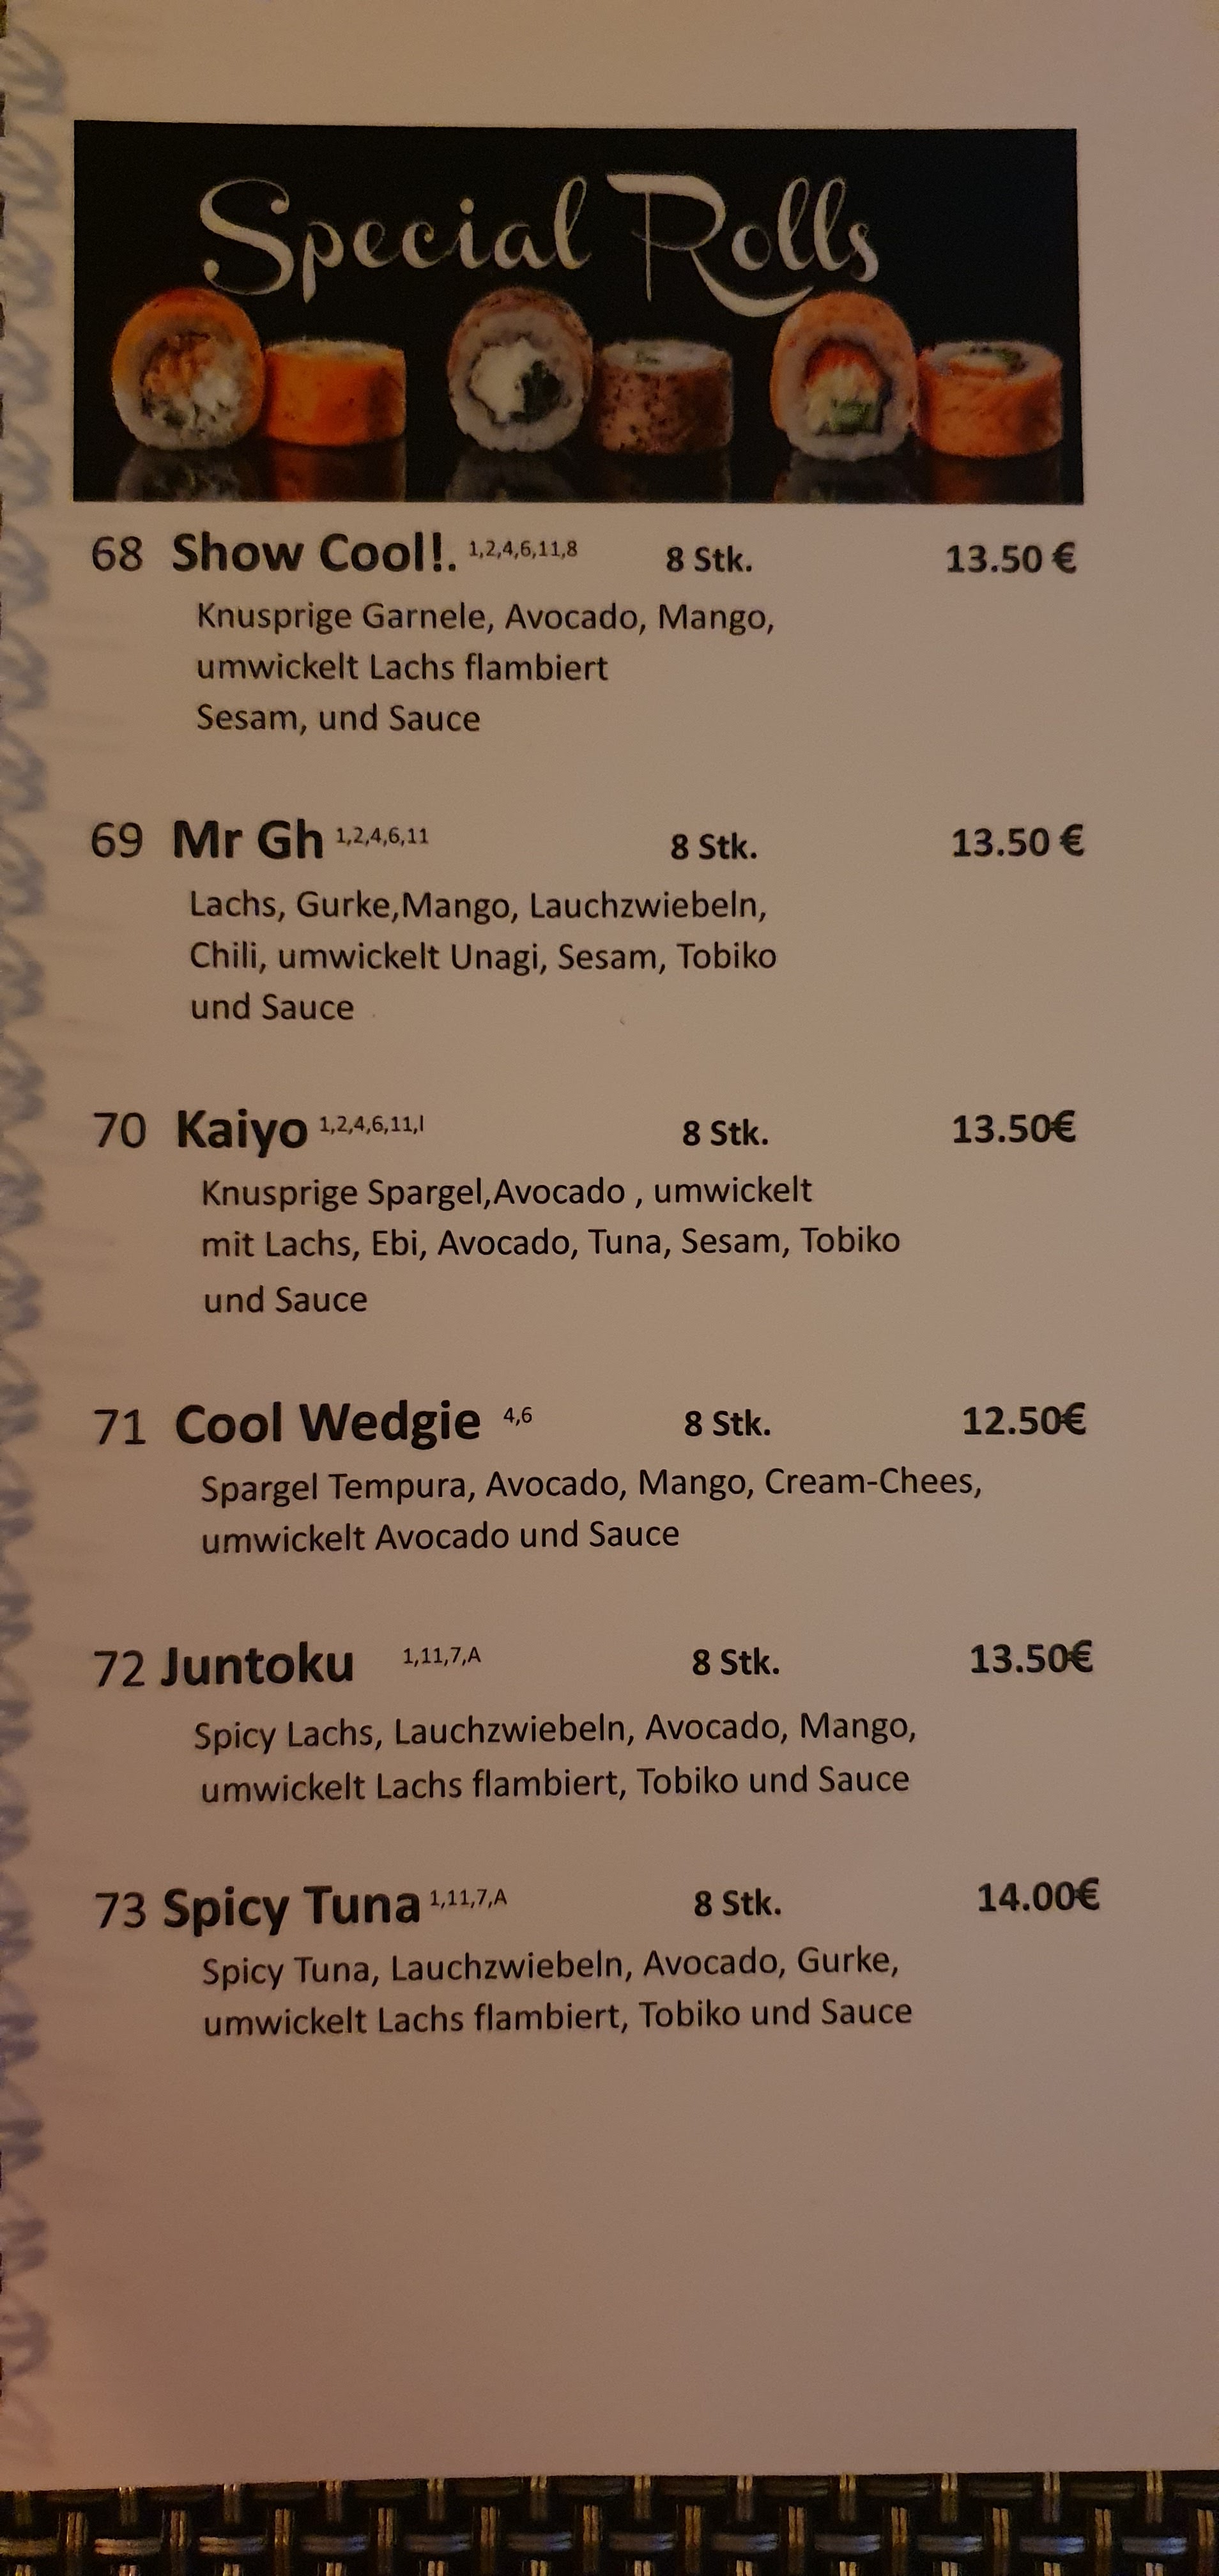 Special Rolls
68 Show Cool!. 1,2,4,6,11,8 8 Stk. 13.50 €
Knusprige Garnele, Avocado, Mango,
umwickelt Lachs flambiert
Sesam, und Sauce
69 Mr Gh 1,2,4,6,11 8 Stk. 13.50 €
Lachs, Gurke,Mango, Lauchzwiebeln,
Chili, umwickelt Unagi, Sesam, Tobiko
und Sauce
70 Kaiyo 1,2,4,6,11,l 8 Stk. 13.50€
Knusprige Spargel,Avocado , umwickelt
mit Lachs, Ebi, Avocado, Tuna, Sesam, Tobiko
und Sauce
71 Cool Wedgie 4,6 8 Stk. 12.50€
Spargel Tempura, Avocado, Mango, Cream-Chees,
umwickelt Avocado und Sauce
72 Juntoku 1,11,7,A 8 Stk. 13.50€
Spicy Lachs, Lauchzwiebeln, Avocado, Mango,
umwickelt Lachs flambiert, Tobiko und Sauce
73 Spicy Tuna 1,11,7,A 8 Stk. 14.00€
Spicy Tuna, Lauchzwiebeln, Avocado, Gurke,
umwickelt Lachs flambiert, Tobiko und Sauce